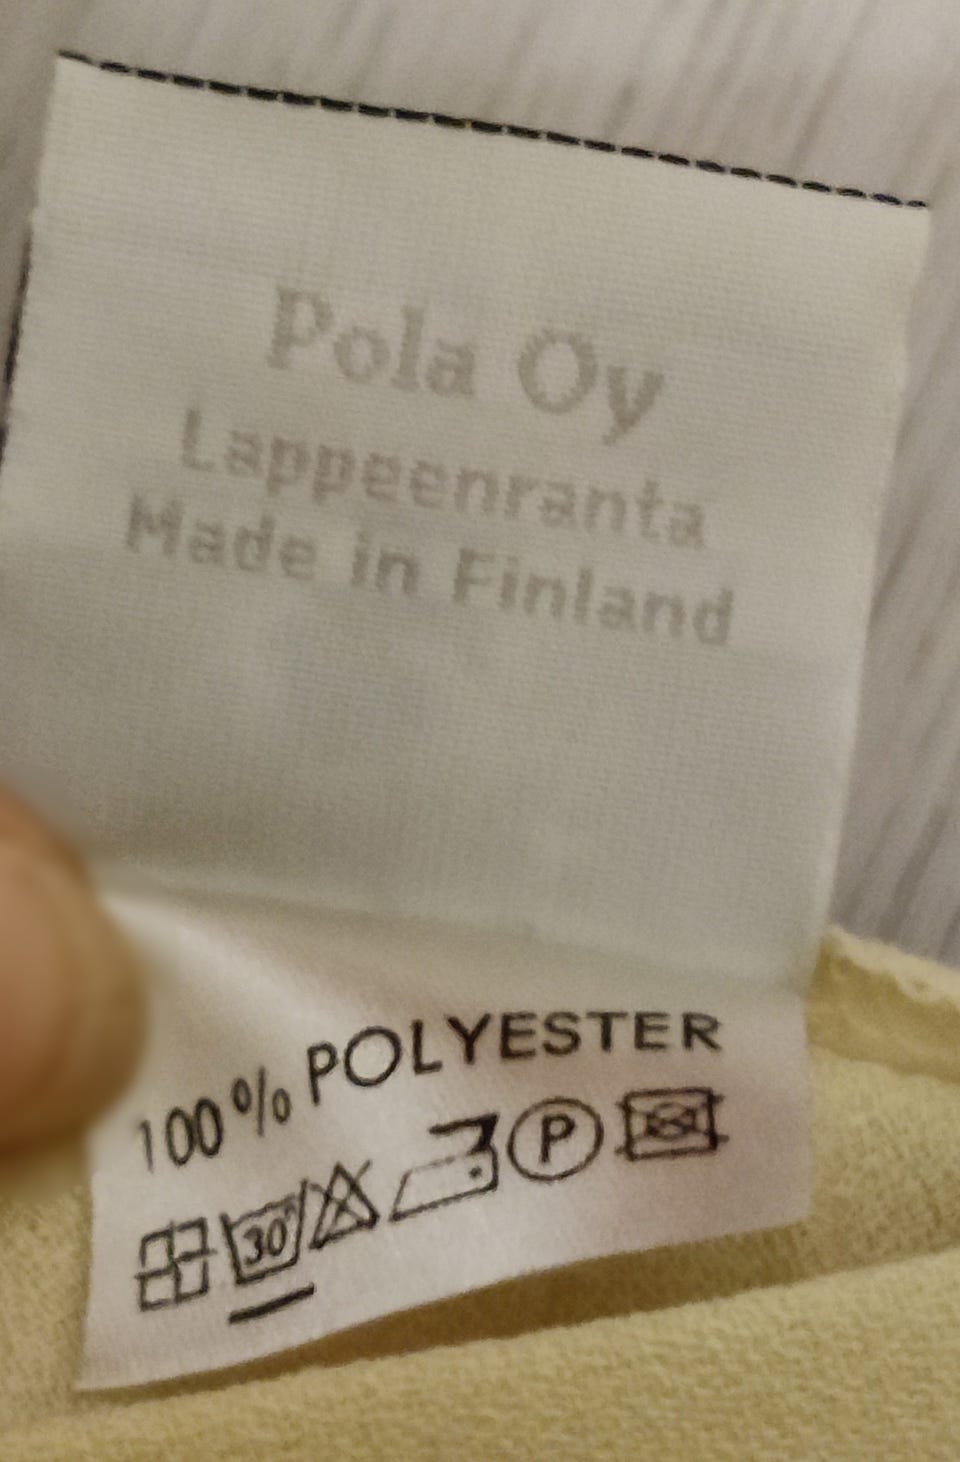 Pola Oy
Lappeenranta
Made in Finland
100% POLYESTER
30° P